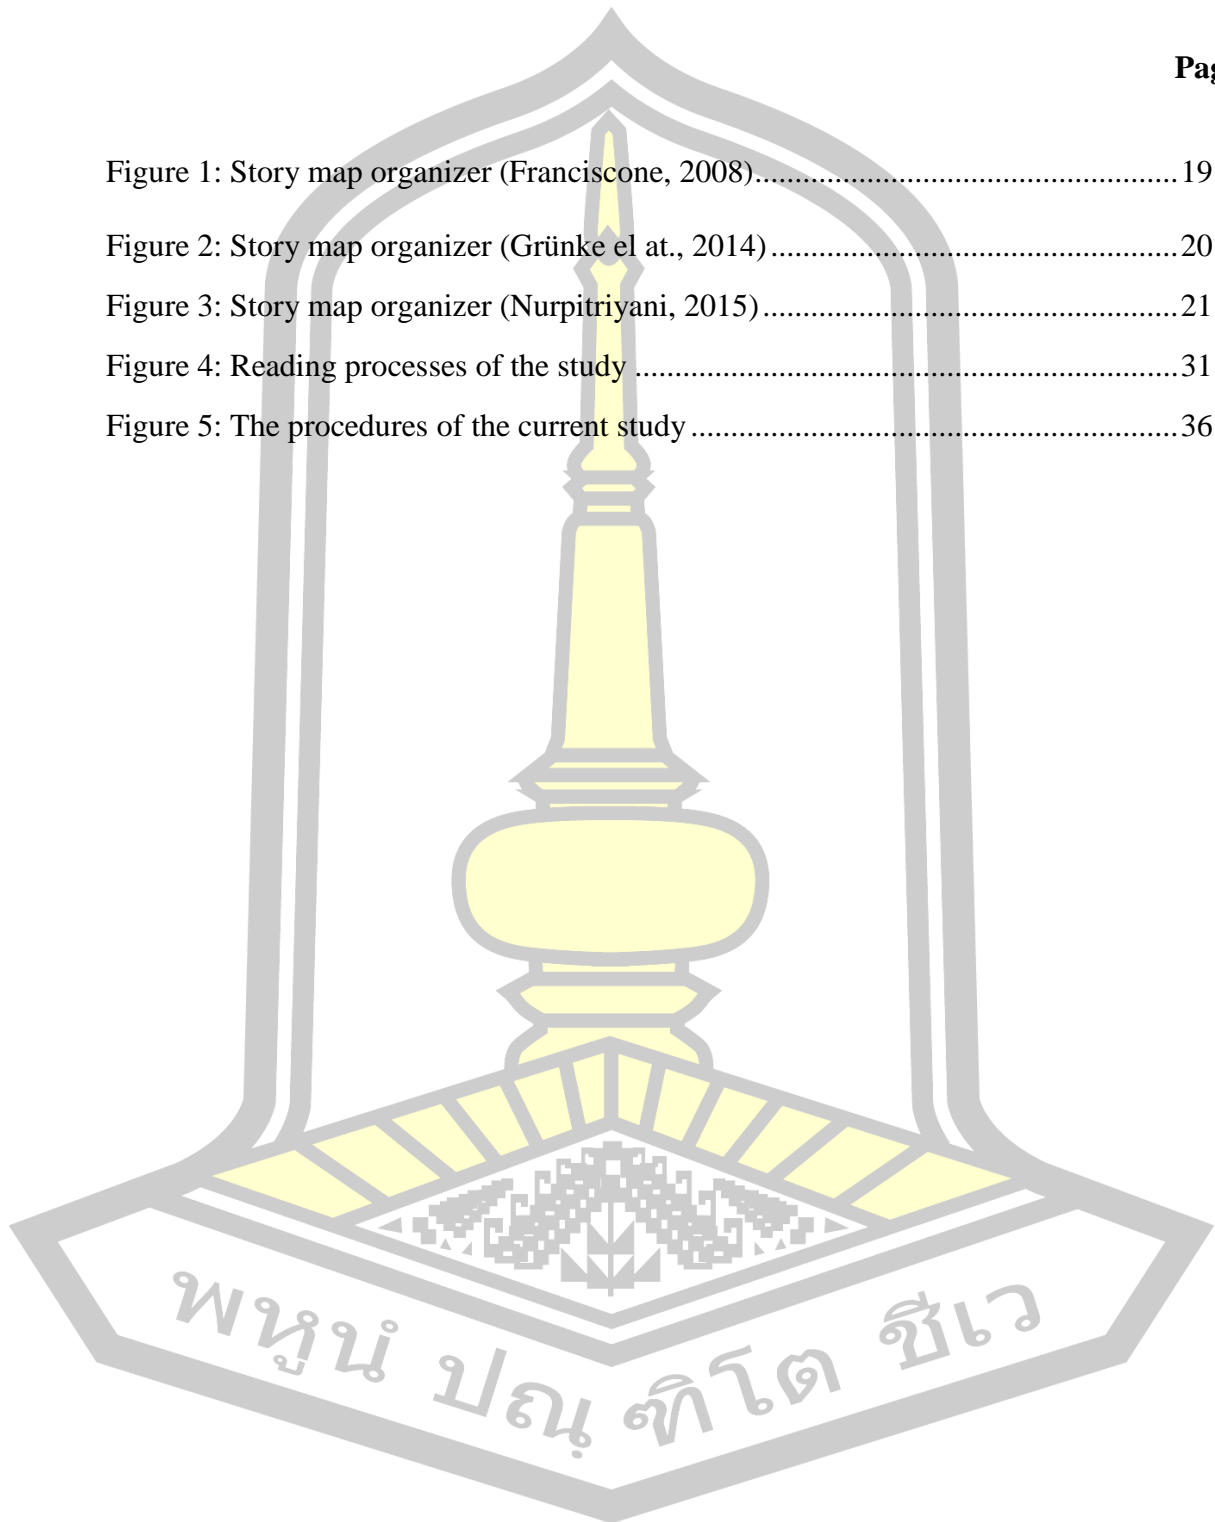 Pag
Figure 1: Story map organizer (Franciscone, 2008)................................................19
Figure 2: Story map organizer (Grünke el at., 2014)..............................................20
Figure 3: Story map organizer (Nurpitriyani, 2015)...............................................21
Figure 4: Reading processes of the study................................................................31
Figure 5: The procedures of the current study.........................................................36
พหูนํ ปณฺ ฑิโต ชีเว